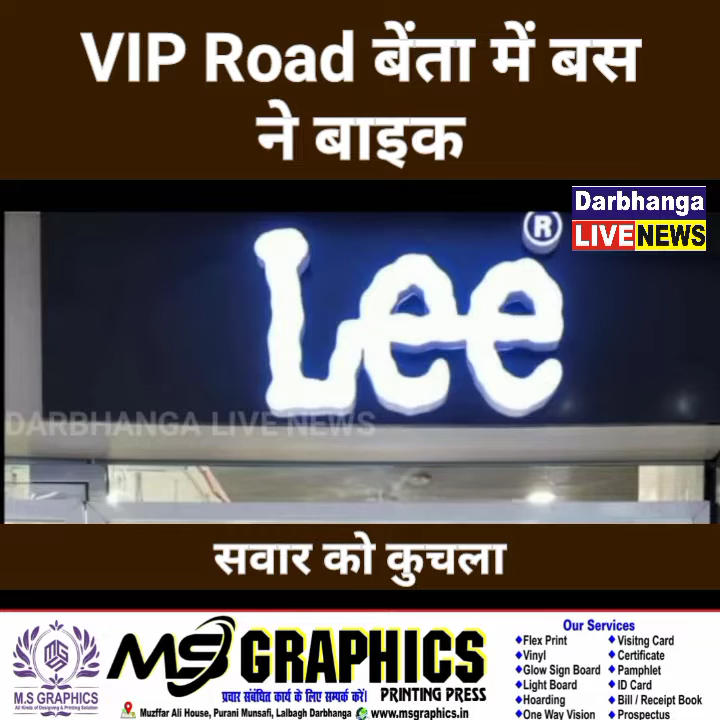 VIP Road बेंता में बस
ने बाइक
Darbhanga
LIVE NEWS
Lee ®
DARBHANGA LIVE NEWS
सवार को कुचला
MS GRAPHICS
PRINTING PRESS
प्रचार संबंधित कार्य के लिए सम्पर्क करें।
Muzffar Ali House, Purani Munsafi, Lalbagh Darbhanga www.msgraphics.in
M.S GRAPHICS
All Kinds of Designing & Printing Solution
Our Services
◆Flex Print
◆Vinyl
◆Glow Sign Board
◆Light Board
◆Hoarding
◆One Way Vision
◆Visitng Card
◆Certificate
◆Pamphlet
◆ID Card
◆Bill / Receipt Book
◆Prospectus